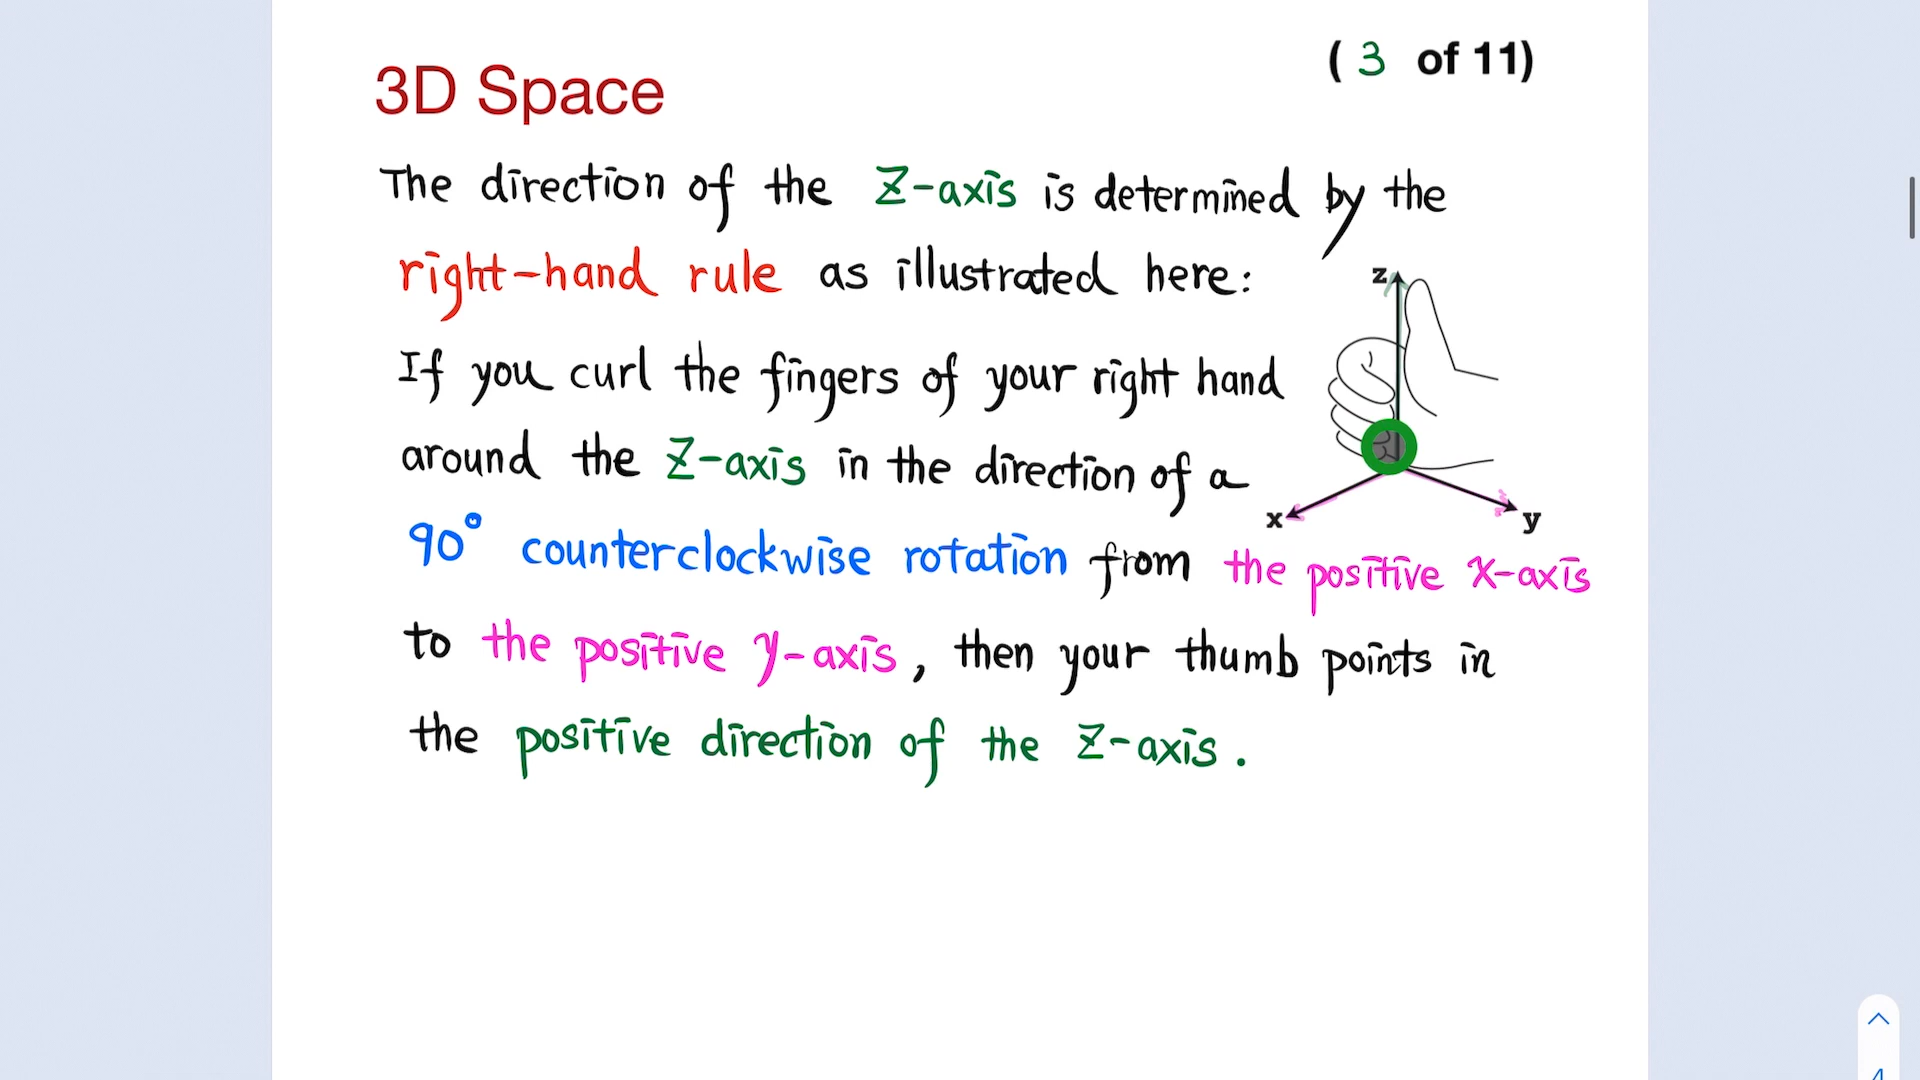 ( 3 of 11)
3D Space
The direction of the Z-axis is determined by the
right-hand rule as illustrated here:
If you curl the fingers of your right hand
around the Z-axis in the direction of a
90° counterclockwise rotation from the positive x-axis
to the positive y-axis, then your thumb points in
the positive direction of the Z-axis.
z
x
y
4